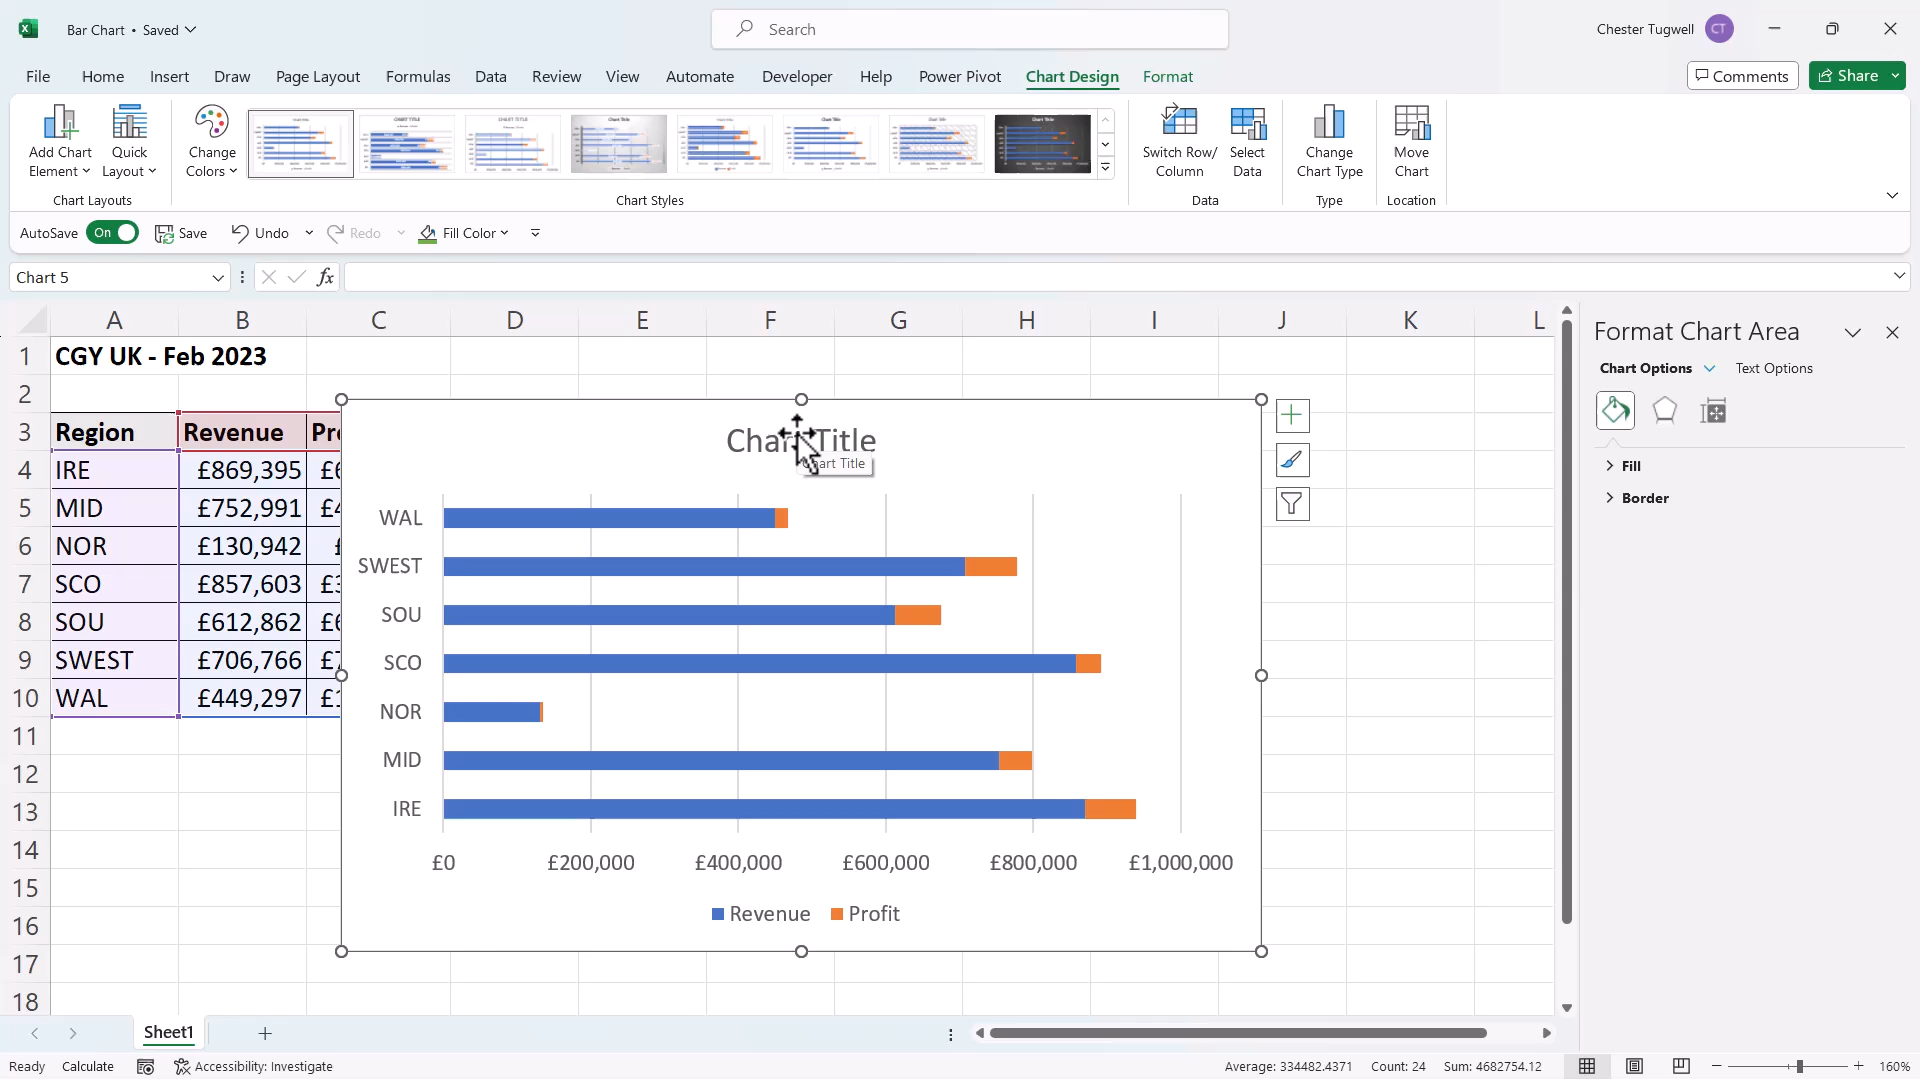 Bar Chart • Saved
Search
Chester Tugwell
CT
File
Home
Insert
Draw
Page Layout
Formulas
Data
Review
View
Automate
Developer
Help
Power Pivot
Chart Design
Format
Comments
Share
Add Chart
Element
Quick
Layout
Change
Colors
Switch Row/
Column
Select
Data
Change
Chart Type
Move
Chart
Chart Layouts
Chart Styles
Data
Type
Location
AutoSave
On
Save
Undo
Redo
Fill Color
Chart 5
fx
A B C D E F G H I J K L
1 CGY UK - Feb 2023
2
3 Region Revenue
4 IRE £869,395
5 MID £752,991
6 NOR £130,942
7 SCO £857,603
8 SOU £612,862
9 SWEST £706,766
10 WAL £449,297
11
12
13
14
15
16
17
18
Chart Title
WAL
SWEST
SOU
SCO
NOR
MID
IRE
£0 £200,000 £400,000 £600,000 £800,000 £1,000,000
Revenue Profit
Format Chart Area
Chart Options
Text Options
Fill
Border
Sheet1
Ready
Calculate
Accessibility: Investigate
Average: 334482.4371
Count: 24
Sum: 4682754.12
160%